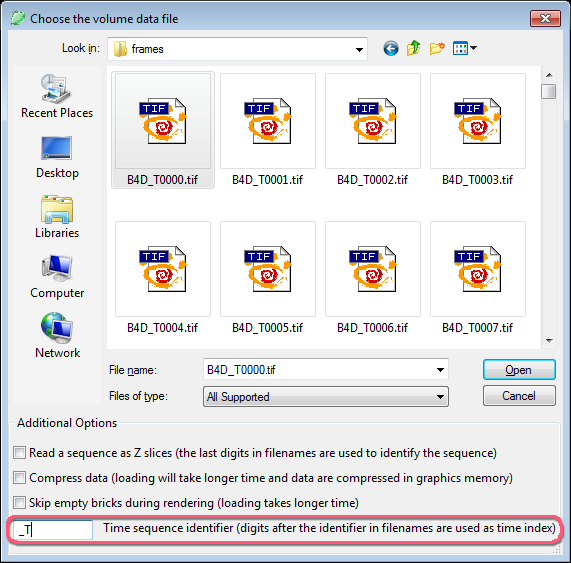 Choose the volume data file
Look in: frames
Recent Places
Desktop
Libraries
Computer
Network
TIF TIF TIF TIF
B4D_T0000.tif B4D_T0001.tif B4D_T0002.tif B4D_T0003.tif
TIF TIF TIF TIF
B4D_T0004.tif B4D_T0005.tif B4D_T0006.tif B4D_T0007.tif
File name: B4D_T0000.tif Open
Files of type: All Supported Cancel
Additional Options
Read a sequence as Z slices (the last digits in filenames are used to identify the sequence)
Compress data (loading will take longer time and data are compressed in graphics memory)
Skip empty bricks during rendering (loading takes longer time)
_T Time sequence identifier (digits after the identifier in filenames are used as time index)